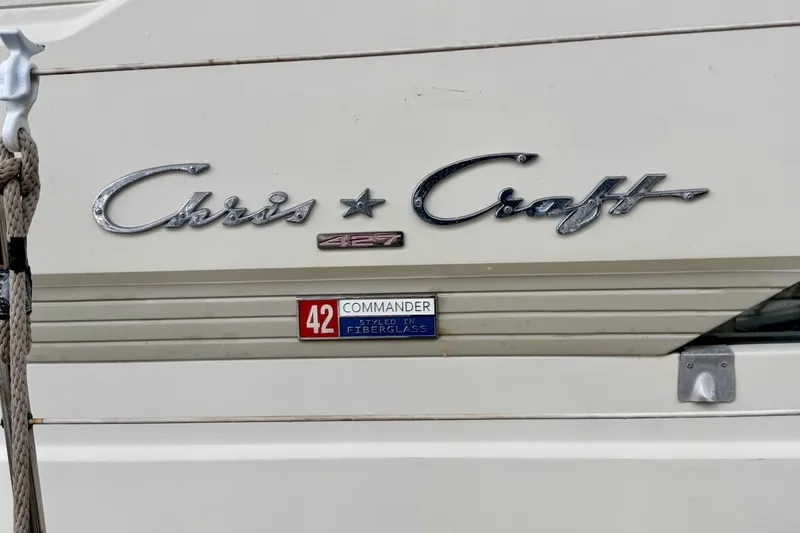 Chris ★ Craft
427
42 COMMANDER
STYLED IN
FIBERGLASS